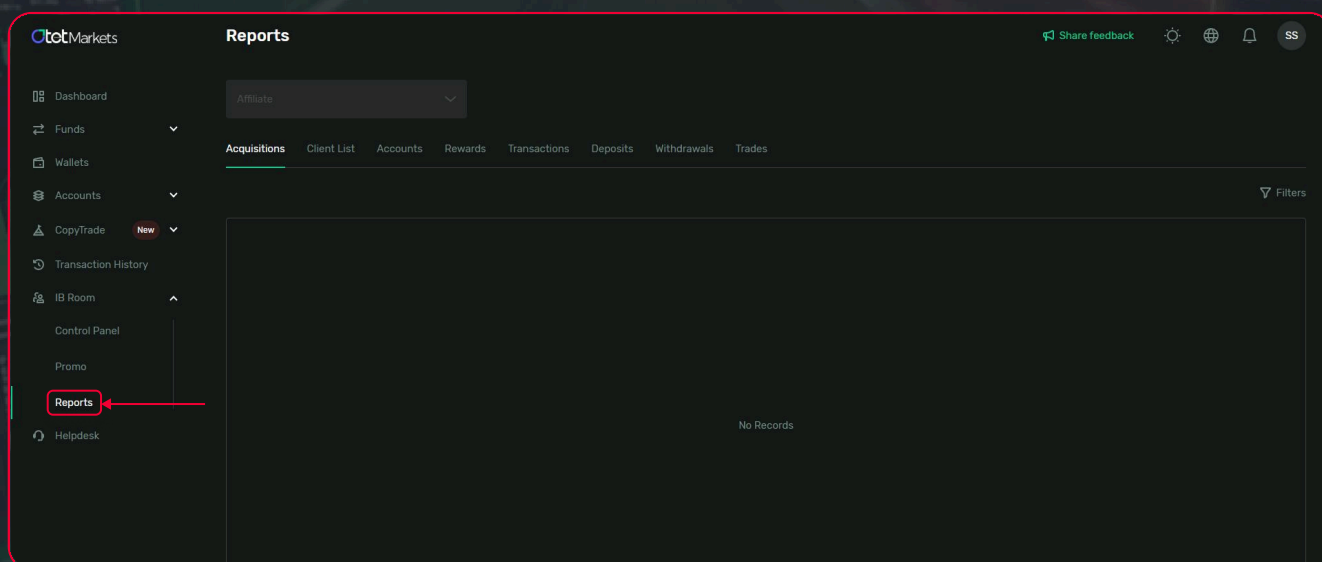 OtetMarkets
Reports
Share feedback
SS
Dashboard
Funds
Wallets
Accounts
CopyTrade New
Transaction History
IB Room
Control Panel
Promo
Reports
Helpdesk
Affiliate
Acquisitions Client List Accounts Rewards Transactions Deposits Withdrawals Trades
Filters
No Records